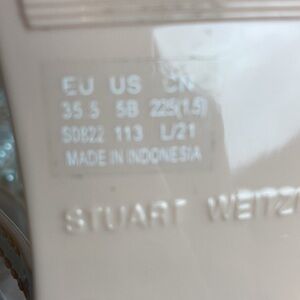 EU US CN
35.5 5B 225(1.5)
S0822 113 L/21
MADE IN INDONESIA
STUART WEITZ